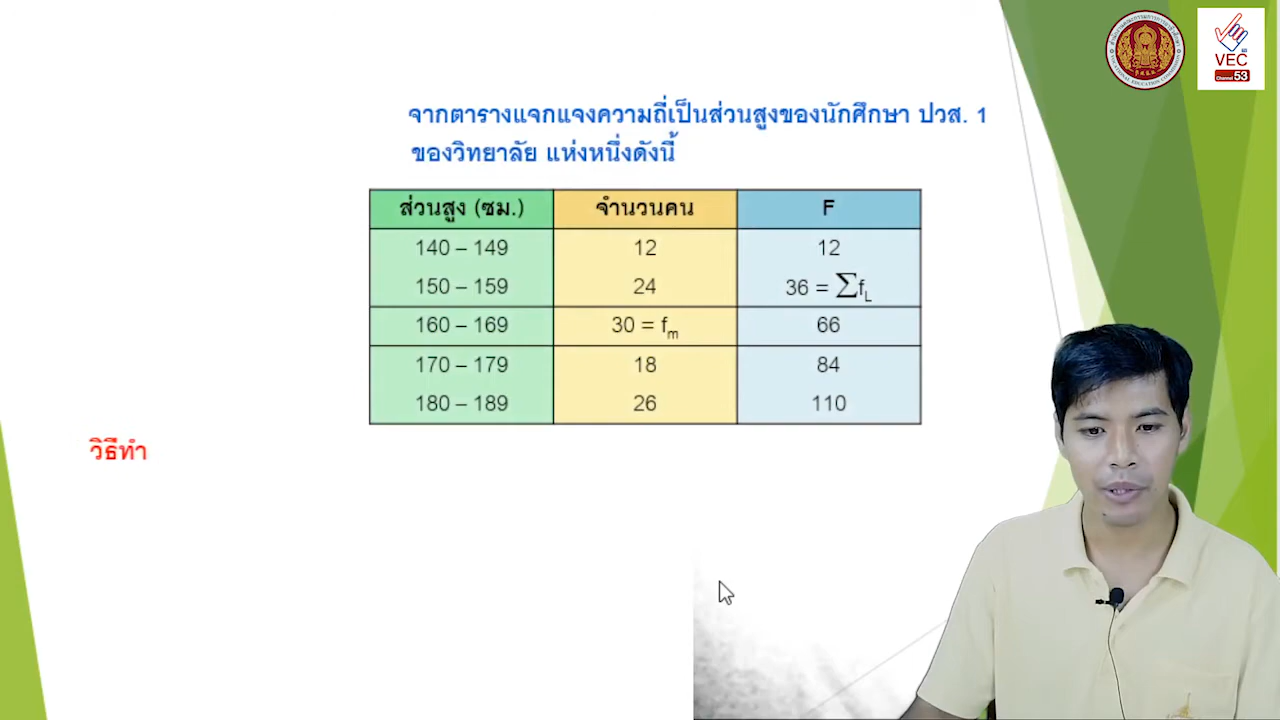 VEC
Channel 53
จากตารางแจกแจงความถี่เป็นส่วนสูงของนักศึกษา ปวส. 1
ของวิทยาลัย แห่งหนึ่งดังนี้
ส่วนสูง (ซม.) จำนวนคน F
140 – 149 12 12
150 – 159 24 36 = ∑fL
160 – 169 30 = fm 66
170 – 179 18 84
180 – 189 26 110
วิธีทำ